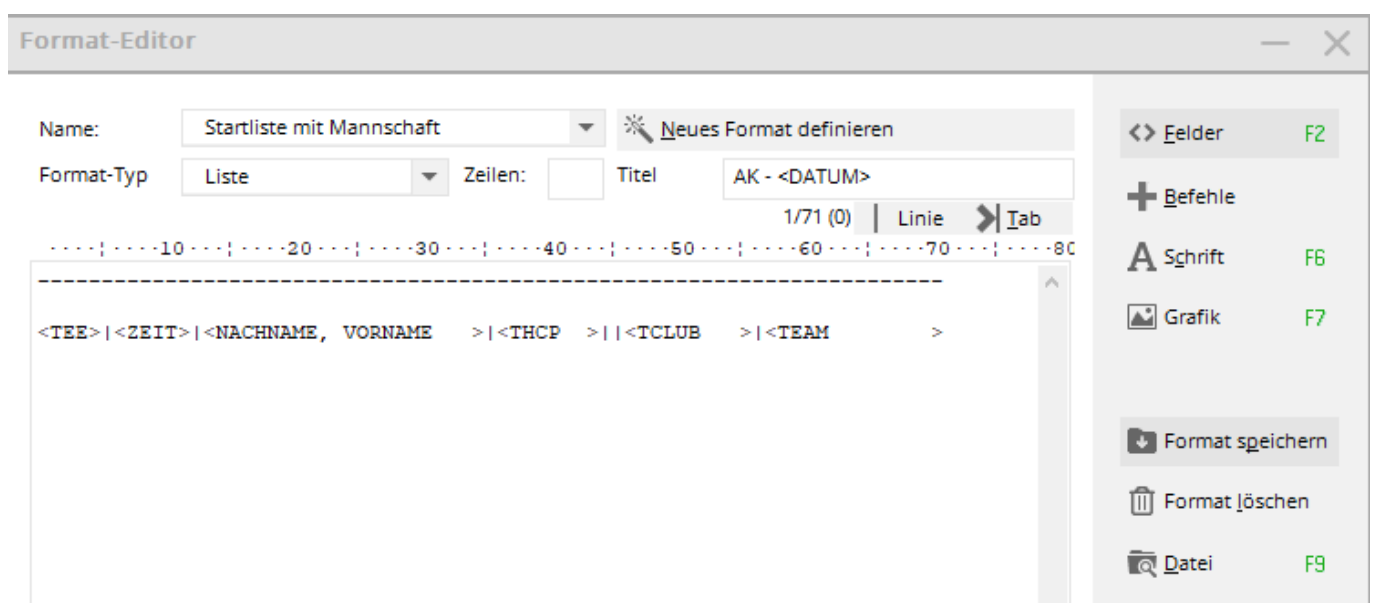 Format-Editor
Name: Startliste mit Mannschaft Neues Format definieren
Format-Typ Liste Zeilen: Titel AK - <DATUM>
1/71 (0) Linie Tab
····¦····10···¦····20···¦····30···¦····40···¦····50···¦····60···¦····70···¦····80
-----------------------------------------------------------------------
<TEE>|<ZEIT>|<NACHNAME, VORNAME   >|<THCP  >||<TCLUB   >|<TEAM        >
Felder F2
Befehle
Schrift F6
Grafik F7
Format speichern
Format löschen
Datei F9